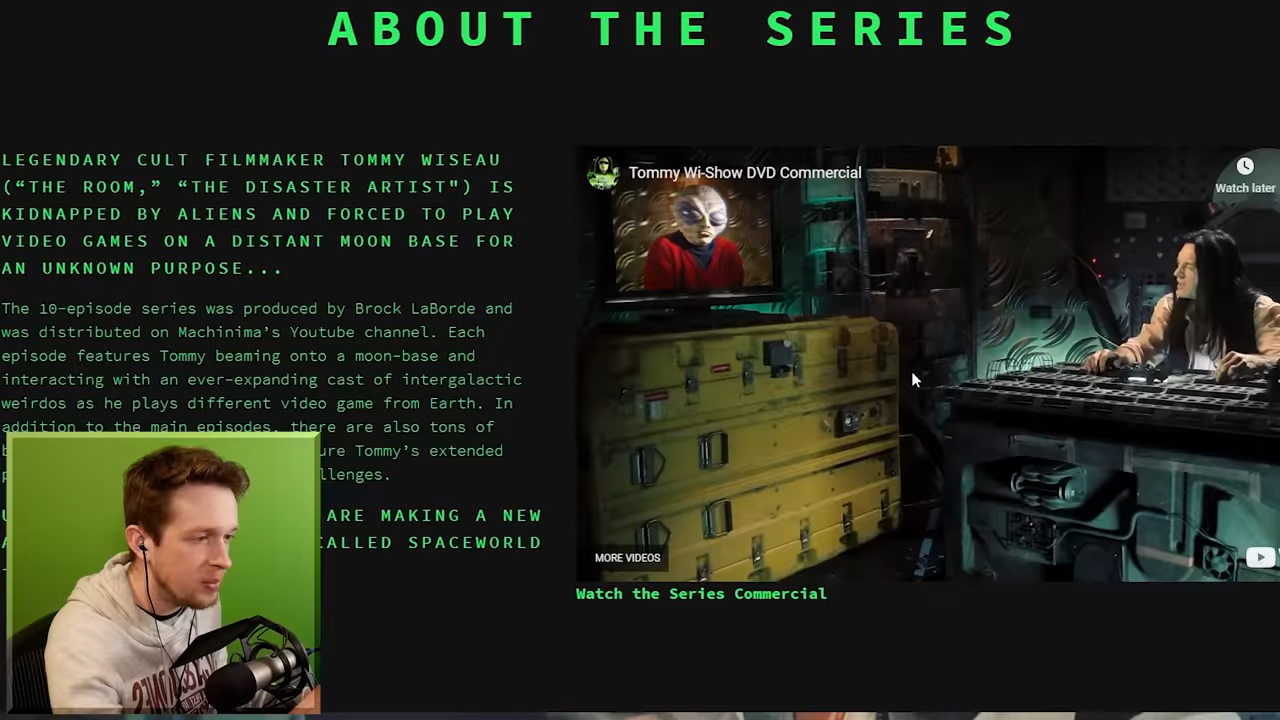 ABOUT THE SERIES
LEGENDARY CULT FILMMAKER TOMMY WISEAU
(“THE ROOM,” “THE DISASTER ARTIST") IS
KIDNAPPED BY ALIENS AND FORCED TO PLAY
VIDEO GAMES ON A DISTANT MOON BASE FOR
AN UNKNOWN PURPOSE...
The 10-episode series was produced by Brock LaBorde and
was distributed on Machinima’s Youtube channel. Each
episode features Tommy beaming onto a moon-base and
interacting with an ever-expanding cast of intergalactic
weirdos as he plays different video game from Earth. In
addition to the main episodes, there are also tons of
Tommy’s extended
ARE MAKING A NEW
CALLED SPACEWORLD
Tommy Wi-Show DVD Commercial
Watch later
MORE VIDEOS
Watch the Series Commercial